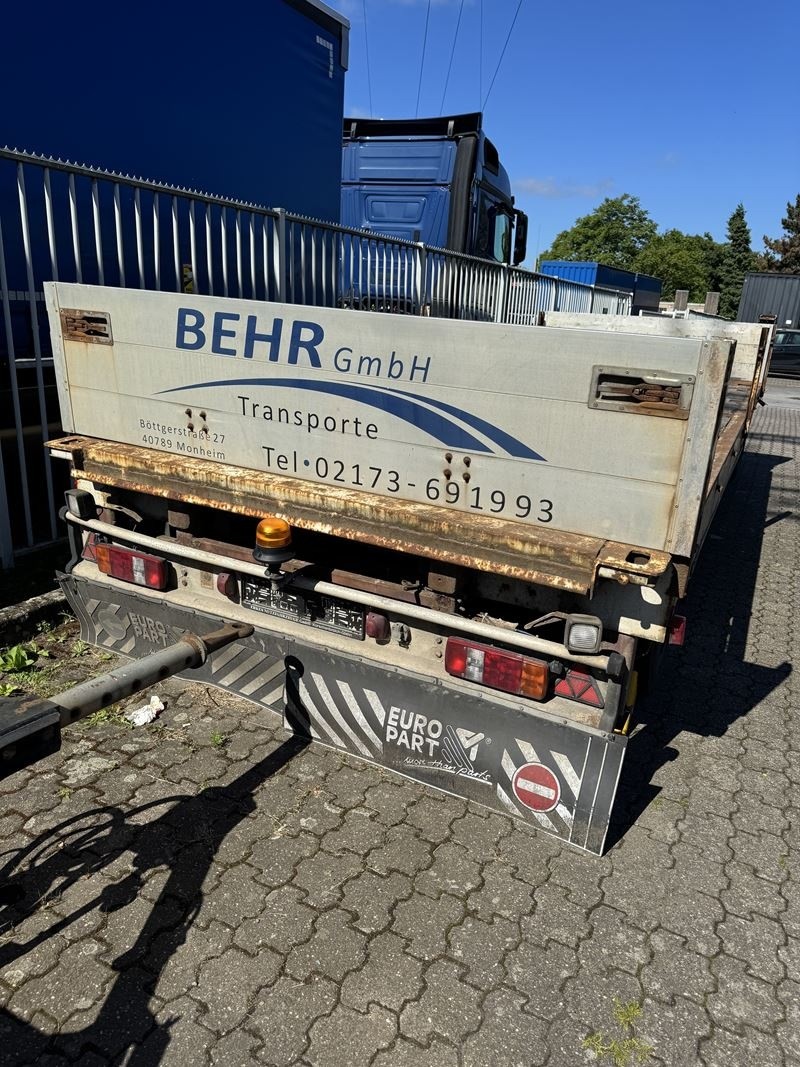 BEHR GmbH
Transporte
Böttgerstraße 27
40789 Monheim
Tel•02173-691993
EURO
PART
EURO
PART
...more than parts